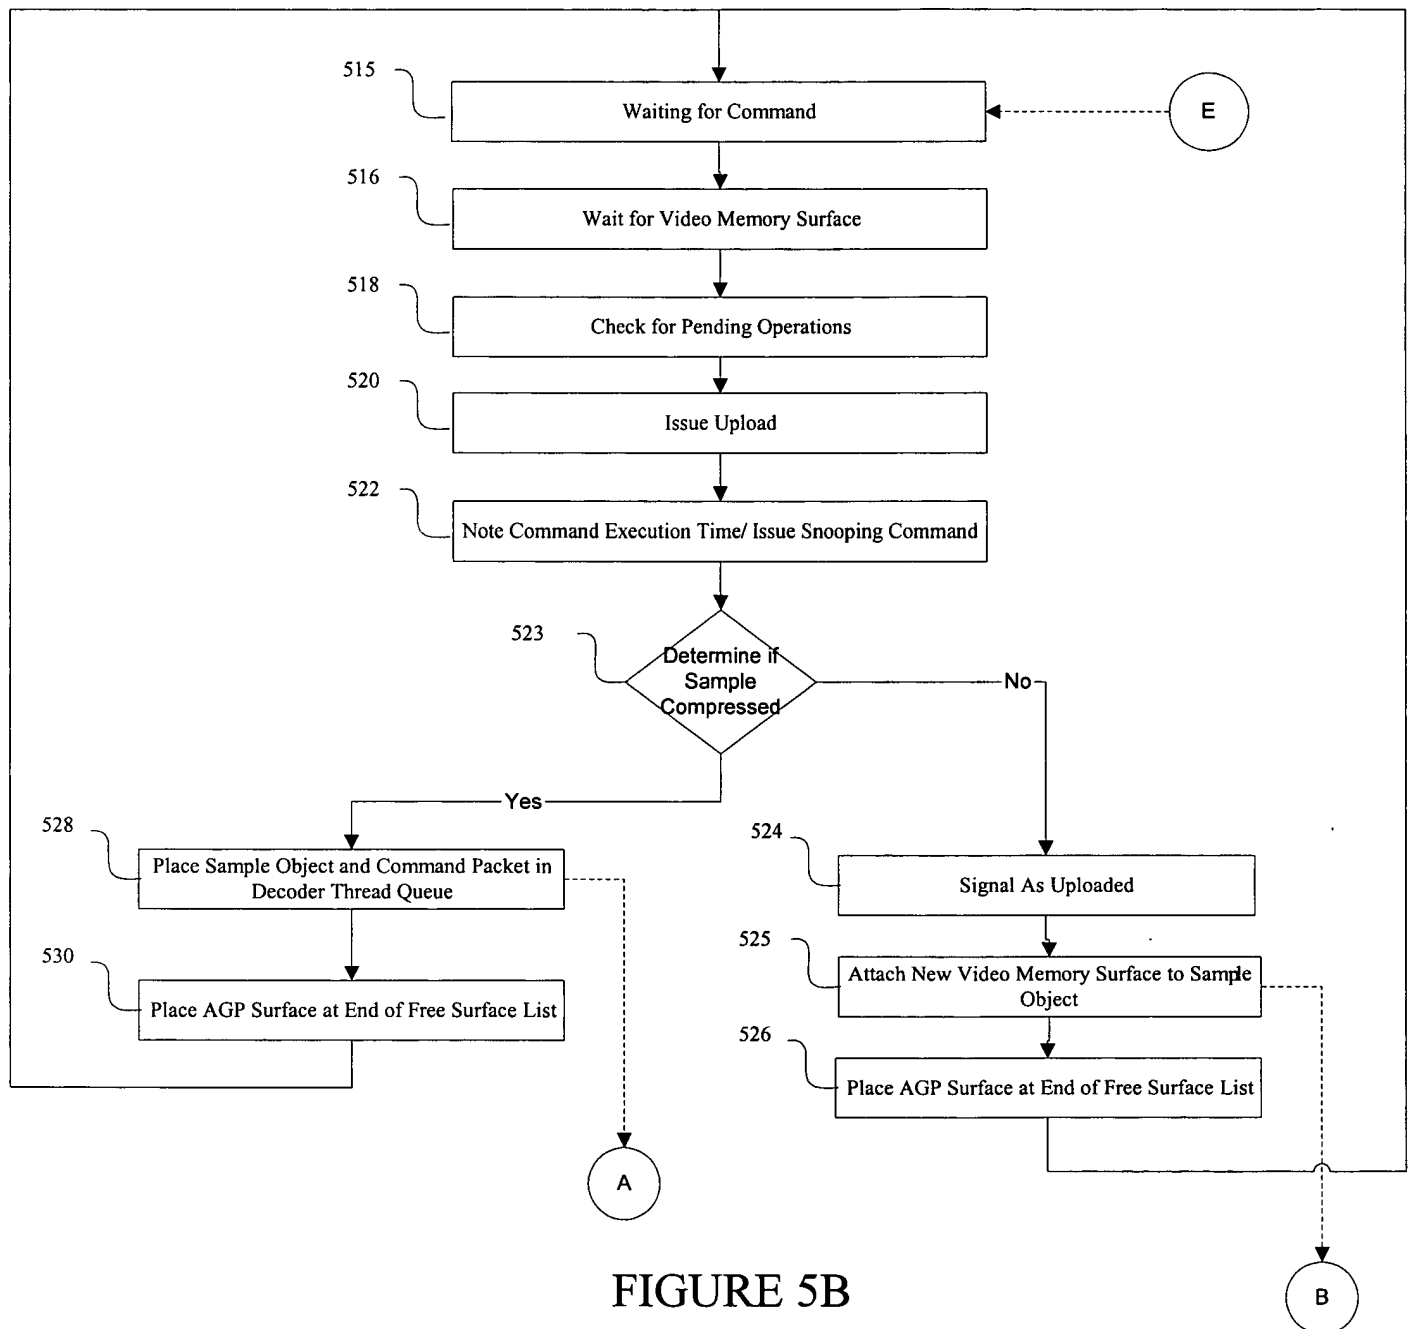 515
Waiting for Command
E
516
Wait for Video Memory Surface
518
Check for Pending Operations
520
Issue Upload
522
Note Command Execution Time/ Issue Snooping Command
523
Determine if
Sample
Compressed
No
Yes
528
Place Sample Object and Command Packet in
Decoder Thread Queue
524
Signal As Uploaded
525
Attach New Video Memory Surface to Sample
Object
530
Place AGP Surface at End of Free Surface List
526
Place AGP Surface at End of Free Surface List
A
B
FIGURE 5B